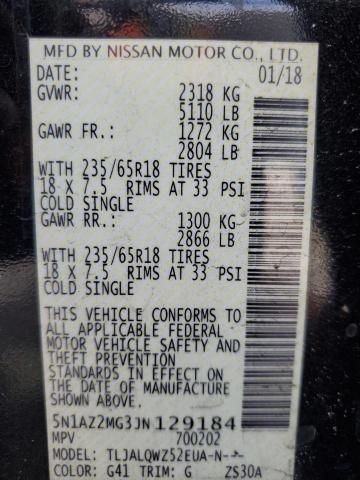 MFD BY NISSAN MOTOR CO., LTD.
DATE: 01/18
GVWR: 2318 KG
5110 LB
GAWR FR.: 1272 KG
2804 LB
WITH 235/65R18 TIRES
18 X 7.5 RIMS AT 33 PSI
COLD SINGLE
GAWR RR.: 1300 KG
2866 LB
WITH 235/65R18 TIRES
18 X 7.5 RIMS AT 33 PSI
COLD SINGLE
THIS VEHICLE CONFORMS TO
ALL APPLICABLE FEDERAL
MOTOR VEHICLE SAFETY AND
THEFT PREVENTION
STANDARDS IN EFFECT ON
THE DATE OF MANUFACTURE
SHOWN ABOVE.
5N1AZ2MG3JN129184
MPV 700202
MODEL: TLJALQWZ52EUA-N--
COLOR: G41 TRIM: G ZS30A